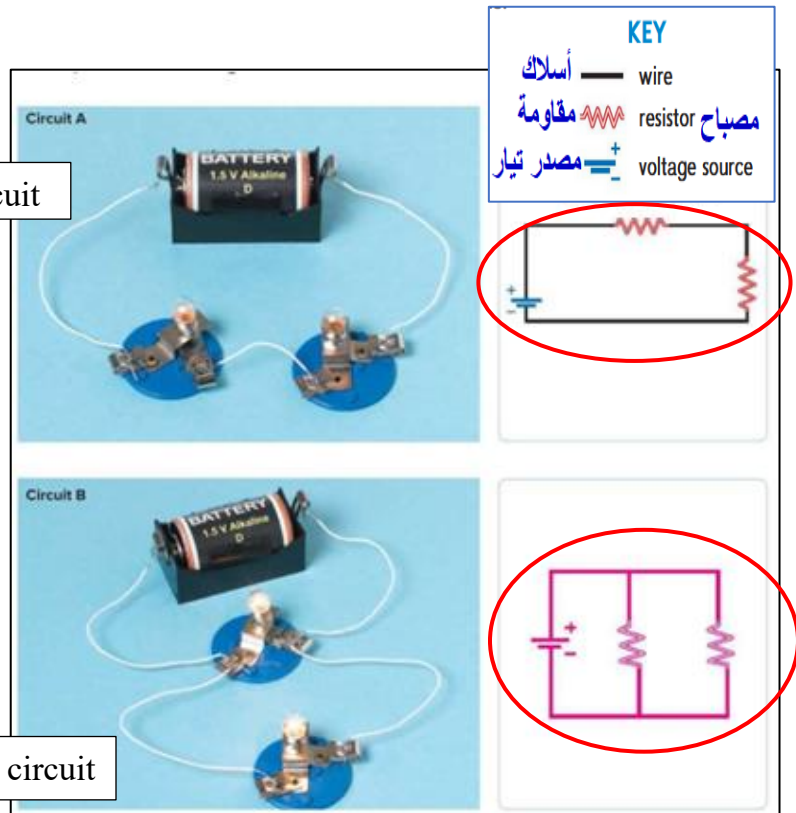 KEY
أسلاك wire
مقاومة resistor مصباح
مصدر تيار + - voltage source
Circuit A
BATTERY
1.5 V Alkaline
D
cuit
+
-
Circuit B
BATTERY
1.5 V Alkaline
D
+
-
circuit